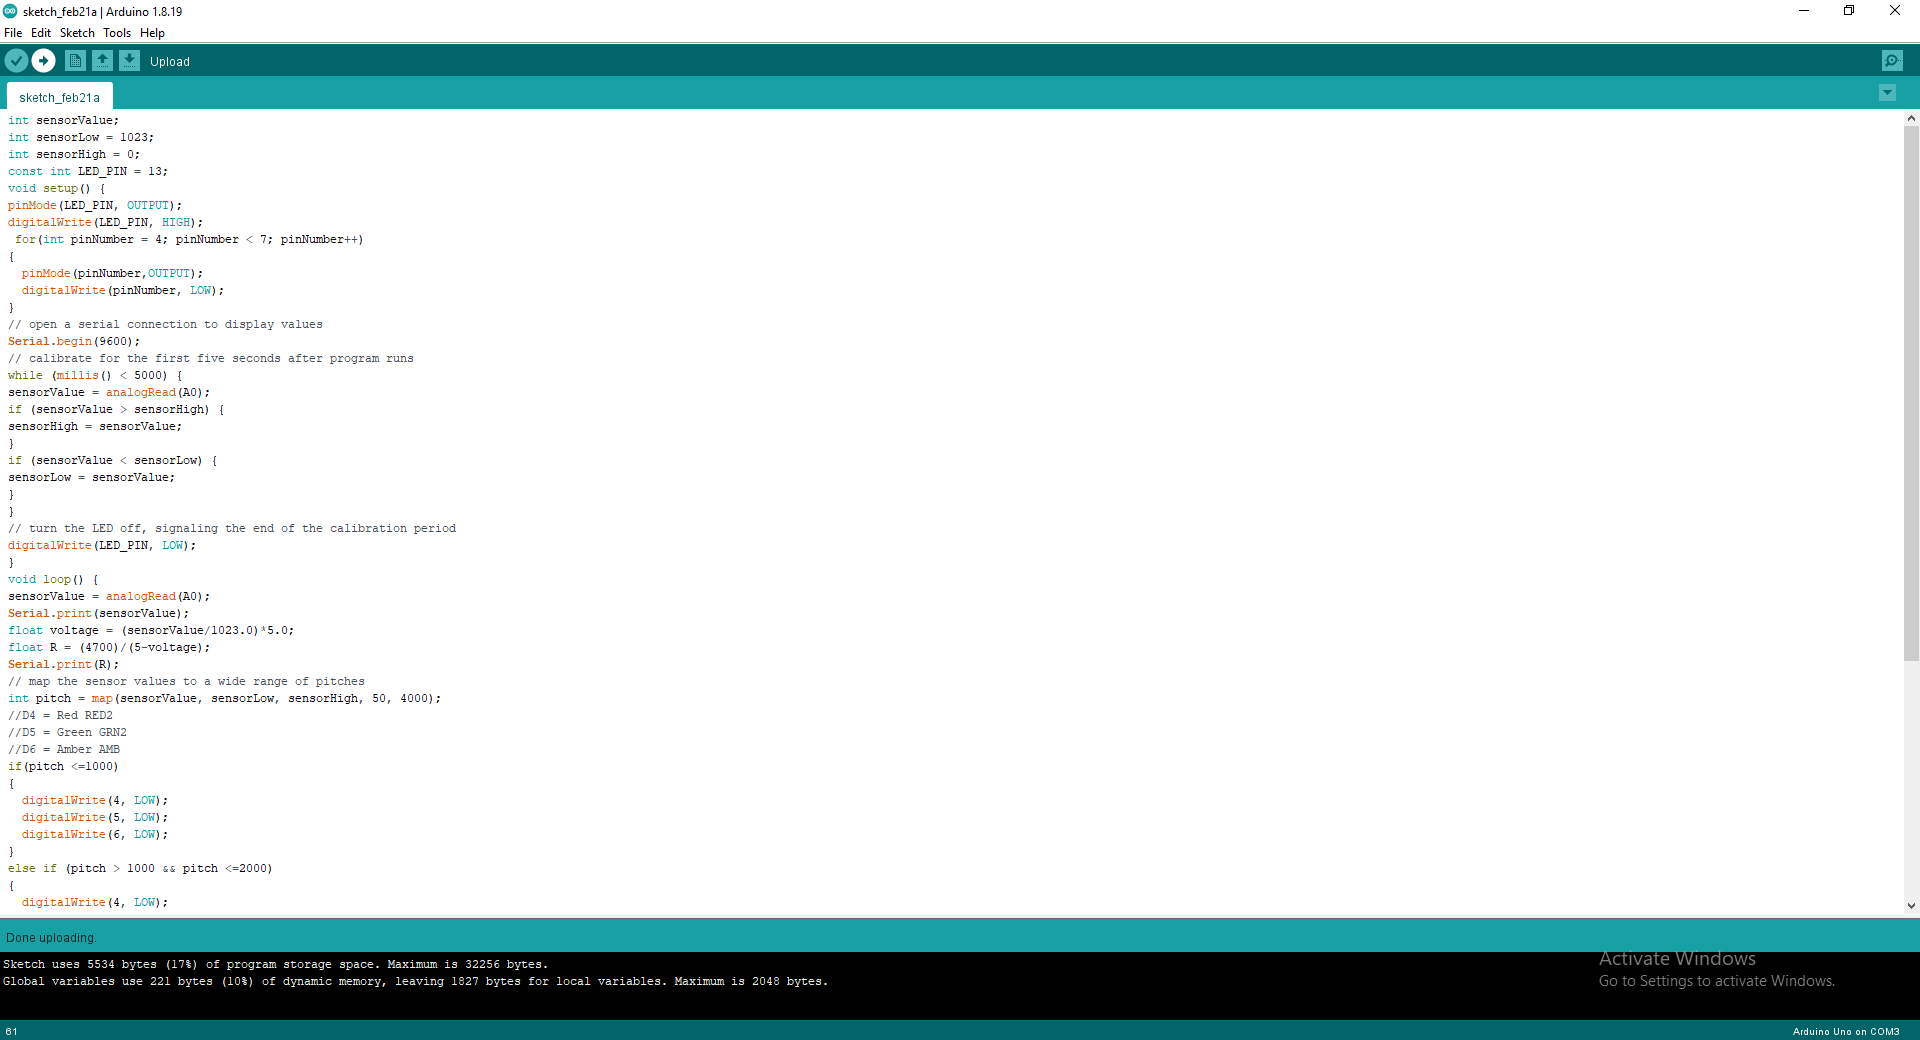 sketch_feb21a | Arduino 1.8.19
File Edit Sketch Tools Help
Upload
sketch_feb21a
int sensorValue;
int sensorLow = 1023;
int sensorHigh = 0;
const int LED_PIN = 13;
void setup() {
pinMode(LED_PIN, OUTPUT);
digitalWrite(LED_PIN, HIGH);
 for(int pinNumber = 4; pinNumber < 7; pinNumber++)
{
  pinMode(pinNumber,OUTPUT);
  digitalWrite(pinNumber, LOW);
}
// open a serial connection to display values
Serial.begin(9600);
// calibrate for the first five seconds after program runs
while (millis() < 5000) {
sensorValue = analogRead(A0);
if (sensorValue > sensorHigh) {
sensorHigh = sensorValue;
}
if (sensorValue < sensorLow) {
sensorLow = sensorValue;
}
}
// turn the LED off, signaling the end of the calibration period
digitalWrite(LED_PIN, LOW);
}
void loop() {
sensorValue = analogRead(A0);
Serial.print(sensorValue);
float voltage = (sensorValue/1023.0)*5.0;
float R = (4700)/(5-voltage);
Serial.print(R);
// map the sensor values to a wide range of pitches
int pitch = map(sensorValue, sensorLow, sensorHigh, 50, 4000);
//D4 = Red RED2
//D5 = Green GRN2
//D6 = Amber AMB
if(pitch <=1000)
{
  digitalWrite(4, LOW);
  digitalWrite(5, LOW);
  digitalWrite(6, LOW);
}
else if (pitch > 1000 && pitch <=2000)
{
  digitalWrite(4, LOW);
Done uploading.
Sketch uses 5534 bytes (17%) of program storage space. Maximum is 32256 bytes.
Global variables use 221 bytes (10%) of dynamic memory, leaving 1827 bytes for local variables. Maximum is 2048 bytes.
Activate Windows
Go to Settings to activate Windows.
61
Arduino Uno on COM3